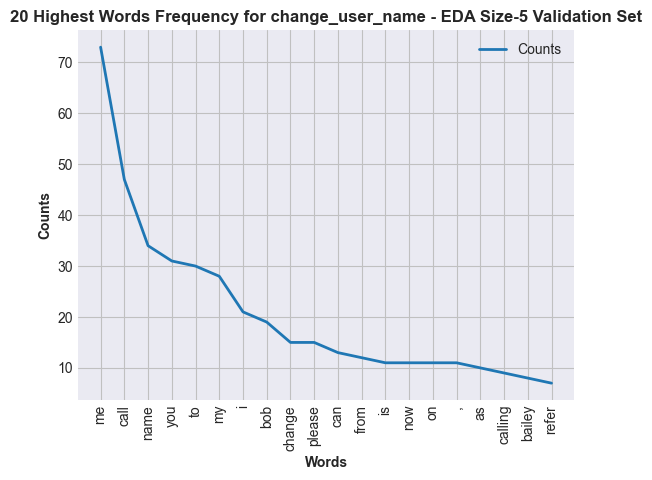 20 Highest Words Frequency for change_user_name - EDA Size-5 Validation Set
Counts
70
60
50
40
30
20
10
Counts
me
call
name
you
to
my
i
bob
change
please
can
from
is
now
on
,
as
calling
bailey
refer
Words